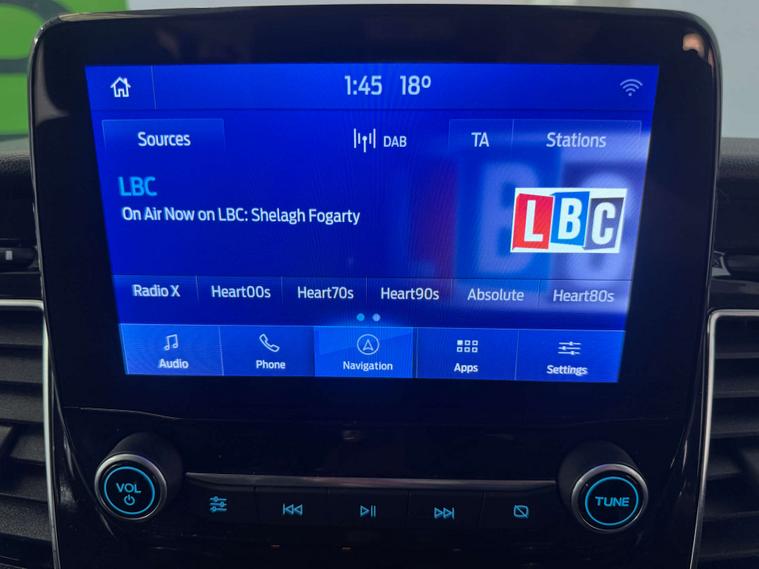 1:45 18º
Sources DAB TA Stations
LBC
On Air Now on LBC: Shelagh Fogarty
LBC
Radio X Heart00s Heart70s Heart90s Absolute Heart80s
Audio Phone Navigation Apps Settings
VOL TUNE